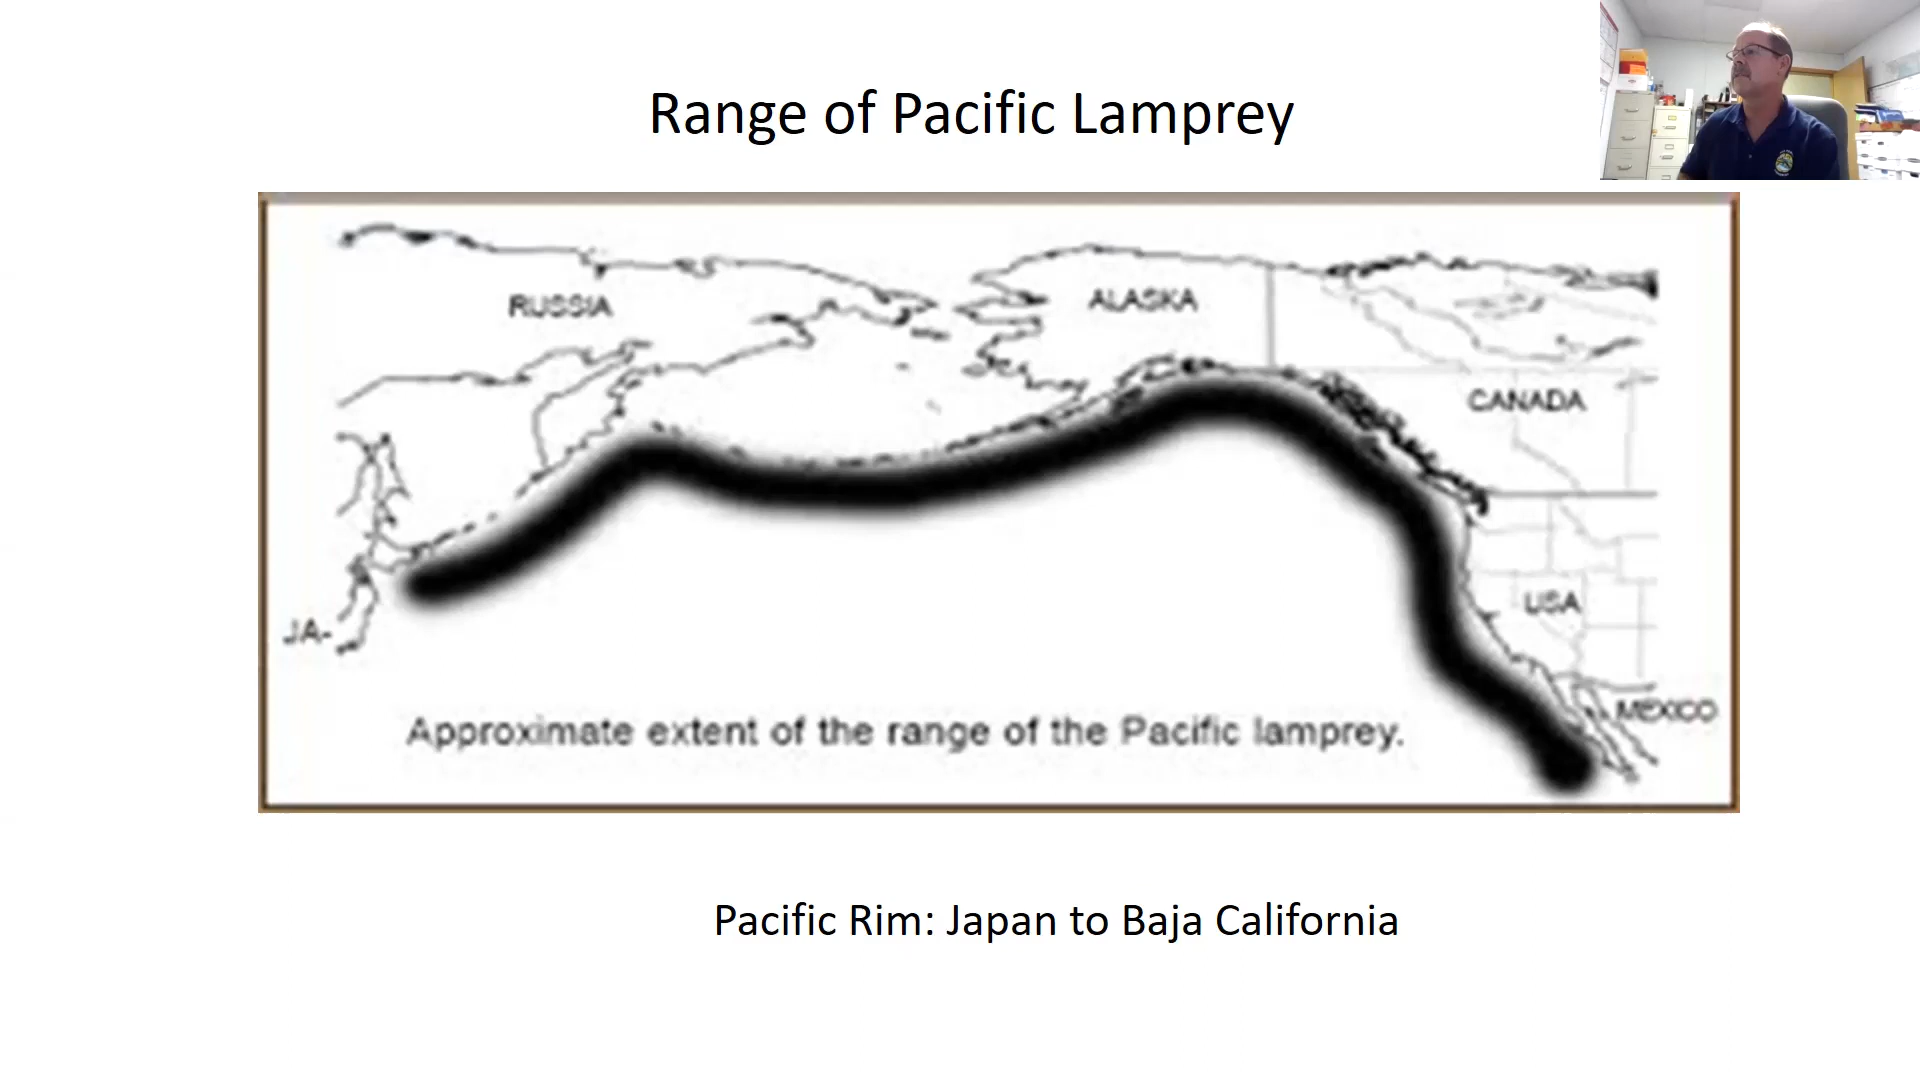 Range of Pacific Lamprey
RUSSIA
ALASKA
CANADA
USA
JA-
MEXICO
Approximate extent of the range of the Pacific lamprey.
Pacific Rim: Japan to Baja California